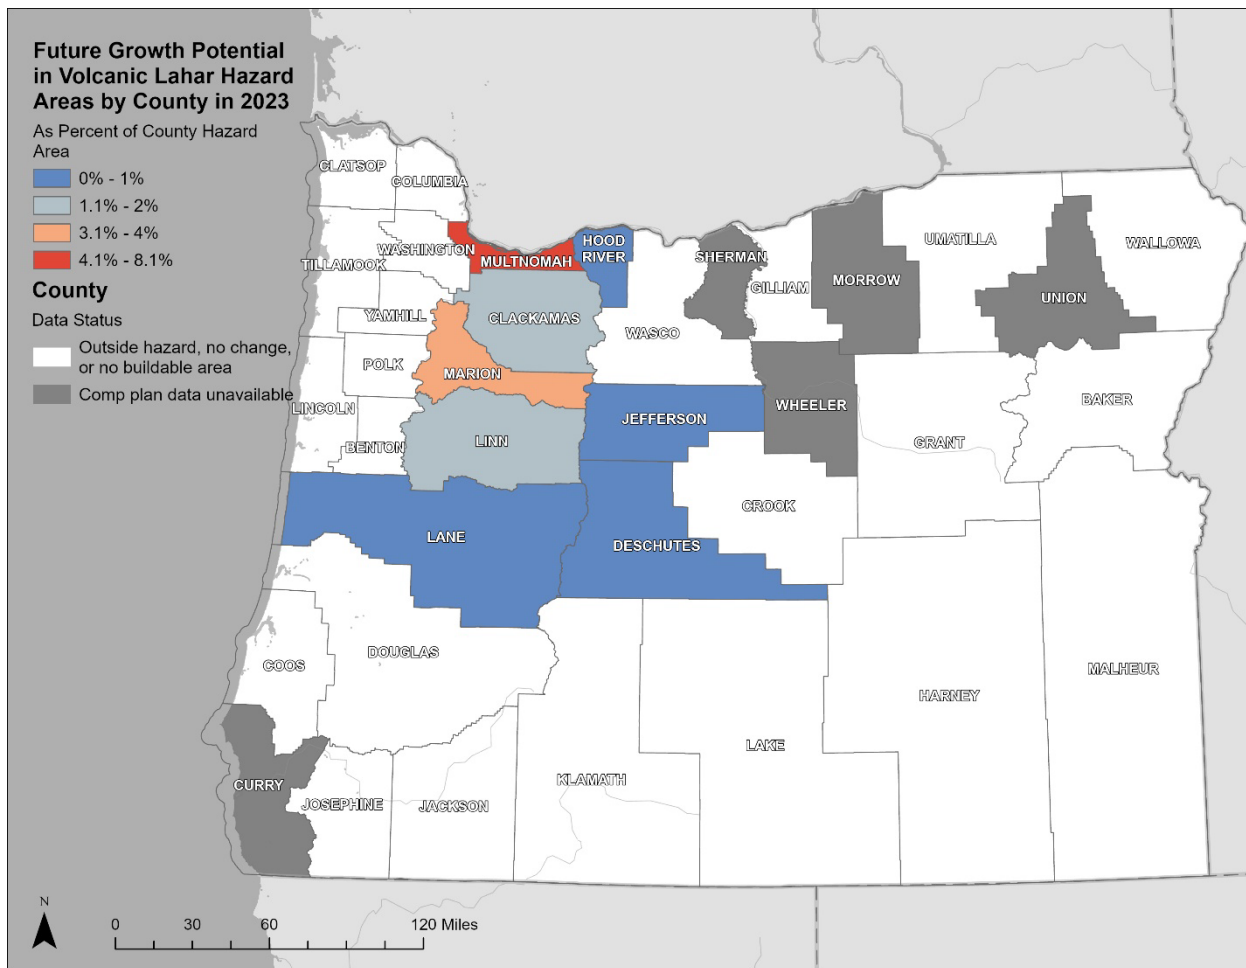 Future Growth Potential
in Volcanic Lahar Hazard
Areas by County in 2023
As Percent of County Hazard
Area
0% - 1%
1.1% - 2%
3.1% - 4%
4.1% - 8.1%
County
Data Status
Outside hazard, no change,
or no buildable area
Comp plan data unavailable
CLATSOP
COLUMBIA
WASHINGTON
TILLAMOOK
MULTNOMAH
HOOD
RIVER
SHERMAN
GILLIAM
MORROW
UMATILLA
WALLOWA
UNION
YAMHILL
CLACKAMAS
WASCO
POLK
MARION
LINCOLN
BENTON
LINN
JEFFERSON
WHEELER
GRANT
BAKER
CROOK
LANE
DESCHUTES
COOS
DOUGLAS
HARNEY
MALHEUR
LAKE
CURRY
JOSEPHINE
JACKSON
KLAMATH
N
0 30 60 120 Miles